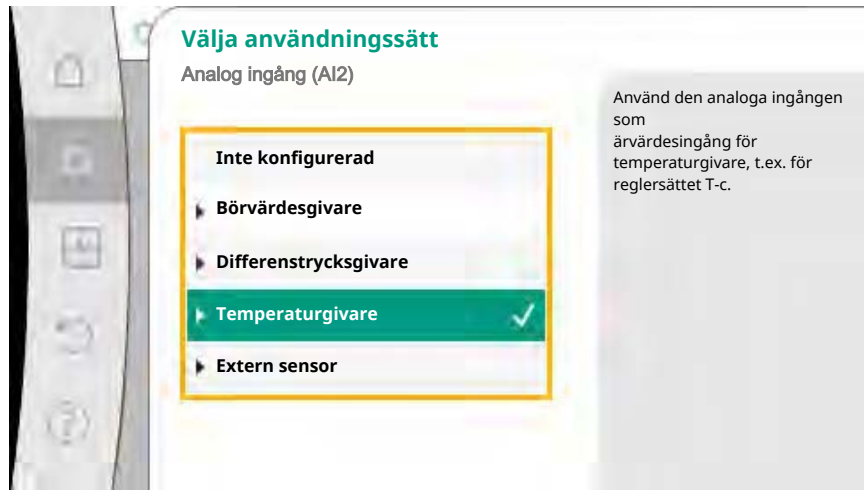 Välja användningssätt
Analog ingång (AI2)
Inte konfigurerad
Börvärdesgivare
Differenstrycksgivare
Temperaturgivare
Extern sensor
Använd den analoga ingången
som
ärvärdesingång för
temperaturgivare, t.ex. för
reglersättet T-c.